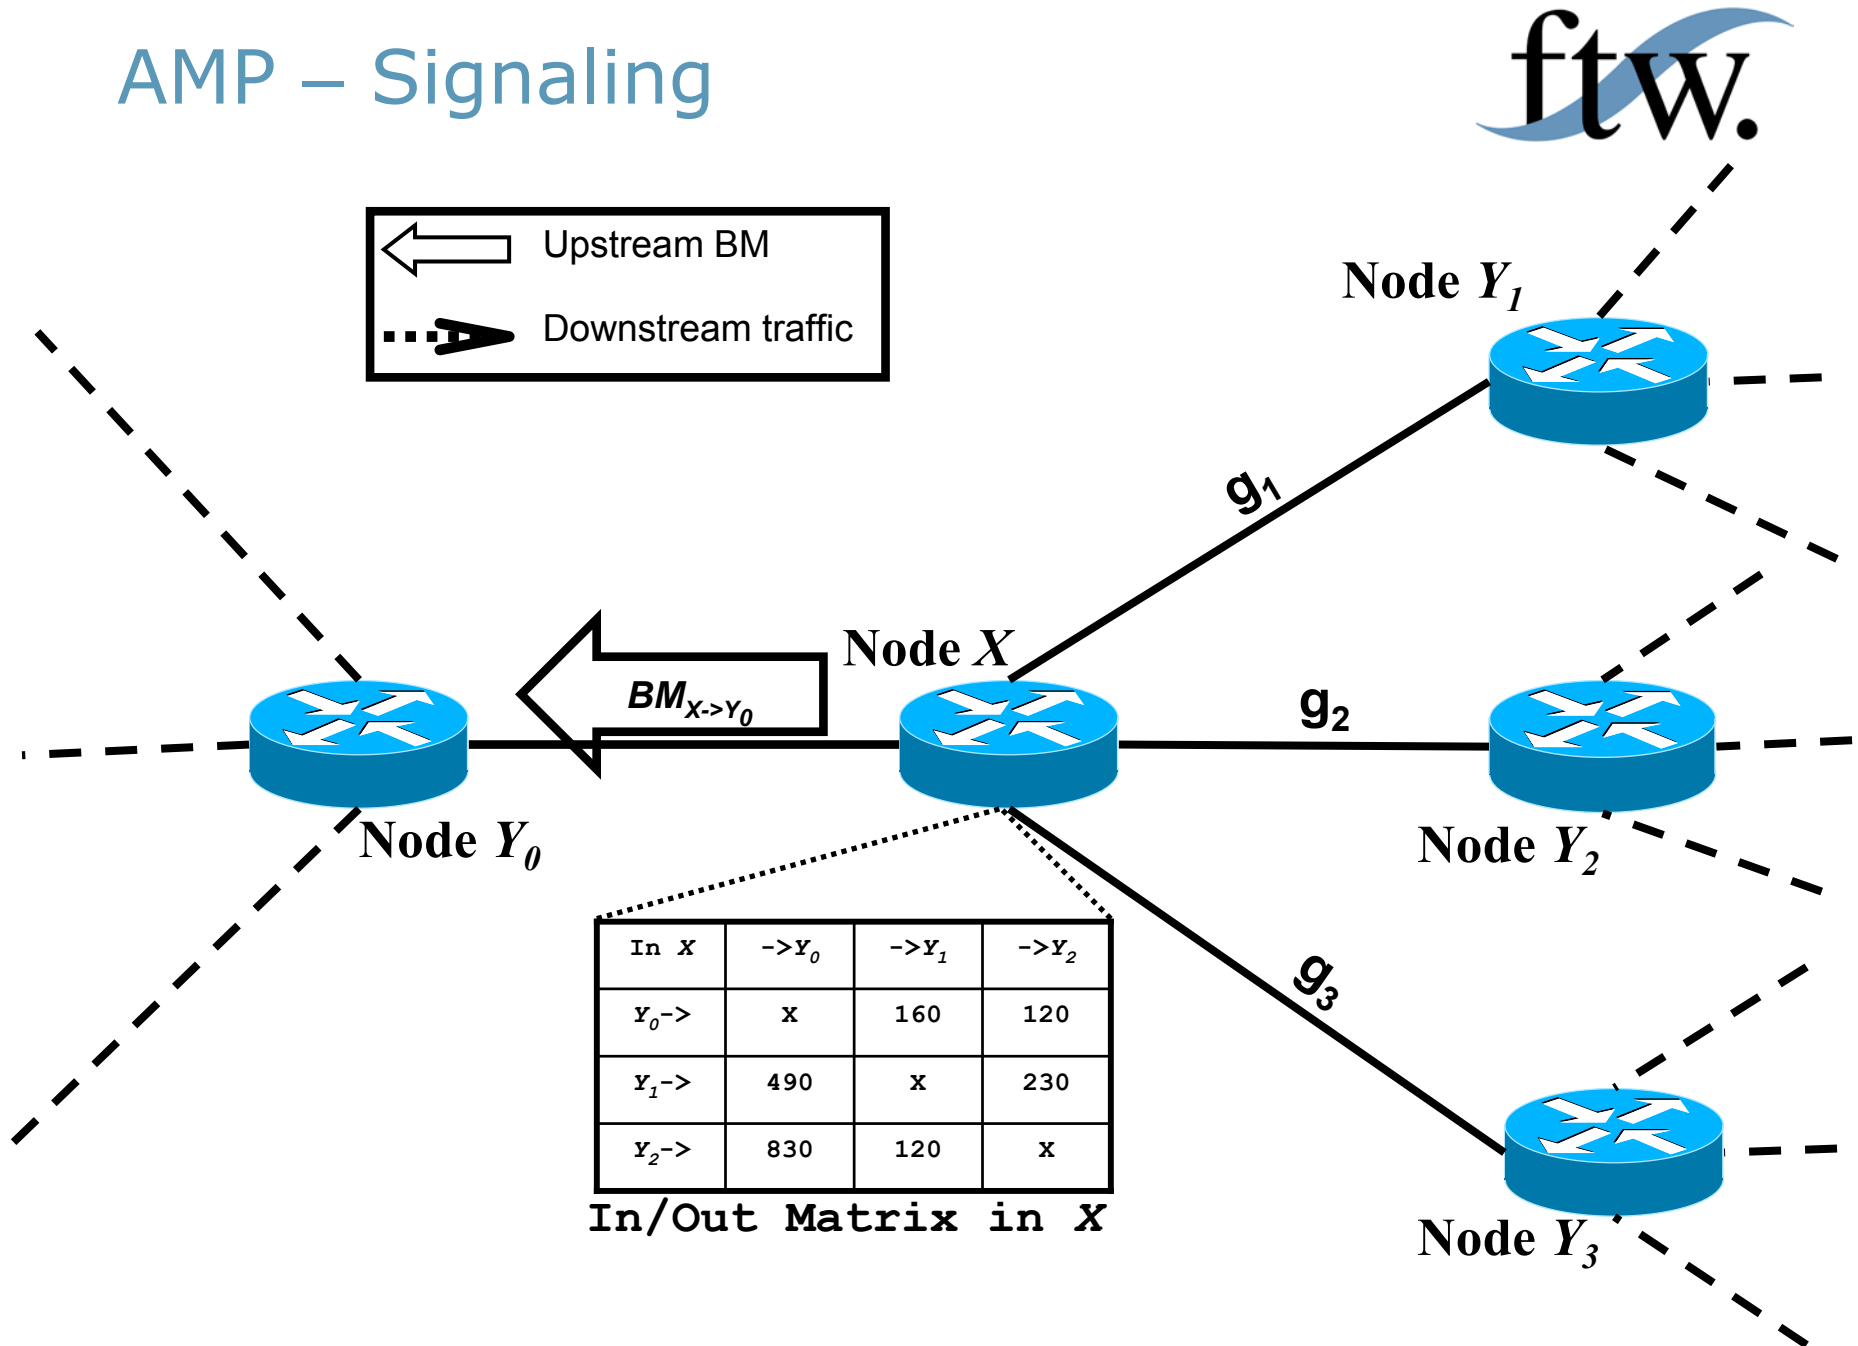 AMP – Signaling
ftw.
Upstream BM
Downstream traffic
Node Y1
g1
Node X
BMX->Y0
g2
Node Y0
Node Y2
In X ->Y0 ->Y1 ->Y2
Y0-> X 160 120
Y1-> 490 X 230
Y2-> 830 120 X
g3
In/Out Matrix in X
Node Y3